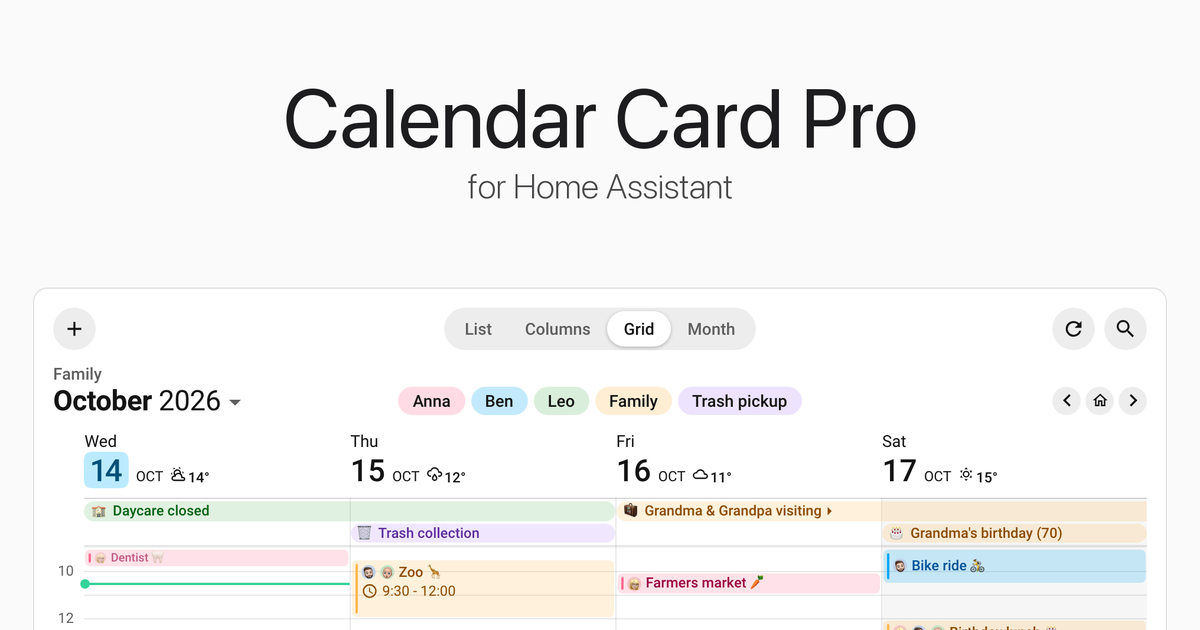 Calendar Card Pro
for Home Assistant
List Columns Grid Month
Family
October 2026
Anna Ben Leo Family Trash pickup
Wed Thu Fri Sat
14 OCT 14° 15 OCT 12° 16 OCT 11° 17 OCT 15°
Daycare closed Grandma & Grandpa visiting
Trash collection Grandma's birthday (70)
Dentist
Zoo Bike ride
10
9:30 - 12:00 Farmers market
12
Birthday lunch